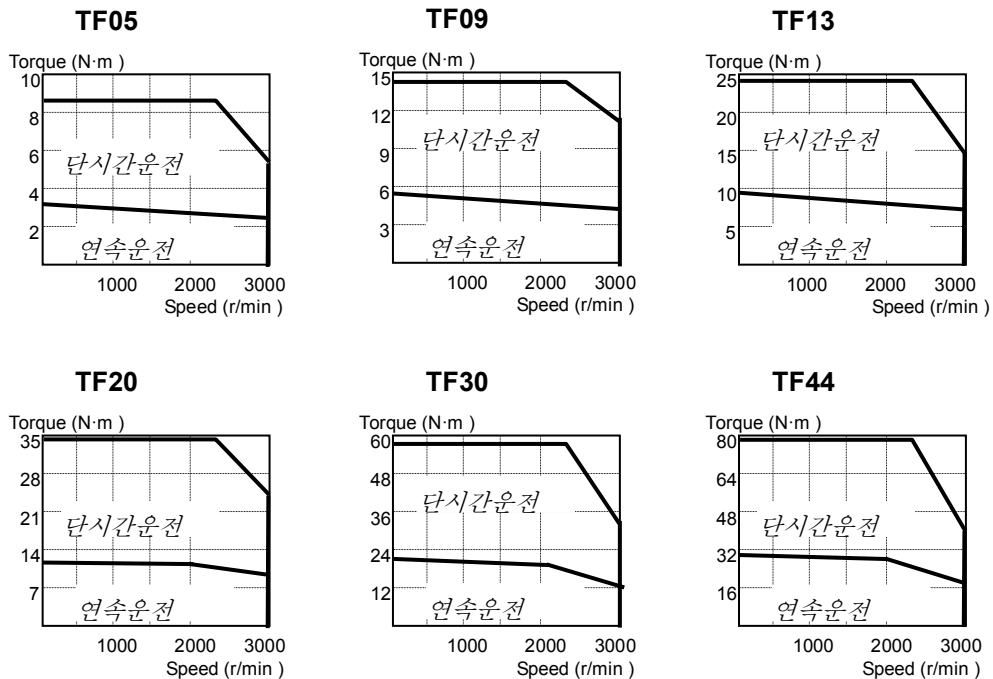 TF05
Torque (N·m )
10
8
6
4
2
단시간운전
연속운전
1000 2000 3000
Speed (r/min )
TF09
Torque (N·m )
15
12
9
6
3
단시간운전
연속운전
1000 2000 3000
Speed (r/min )
TF13
Torque (N·m )
25
20
15
10
5
단시간운전
연속운전
1000 2000 3000
Speed (r/min )
TF20
Torque (N·m )
35
28
21
14
7
단시간운전
연속운전
1000 2000 3000
Speed (r/min )
TF30
Torque (N·m )
60
48
36
24
12
단시간운전
연속운전
1000 2000 3000
Speed (r/min )
TF44
Torque (N·m )
80
64
48
32
16
단시간운전
연속운전
1000 2000 3000
Speed (r/min )